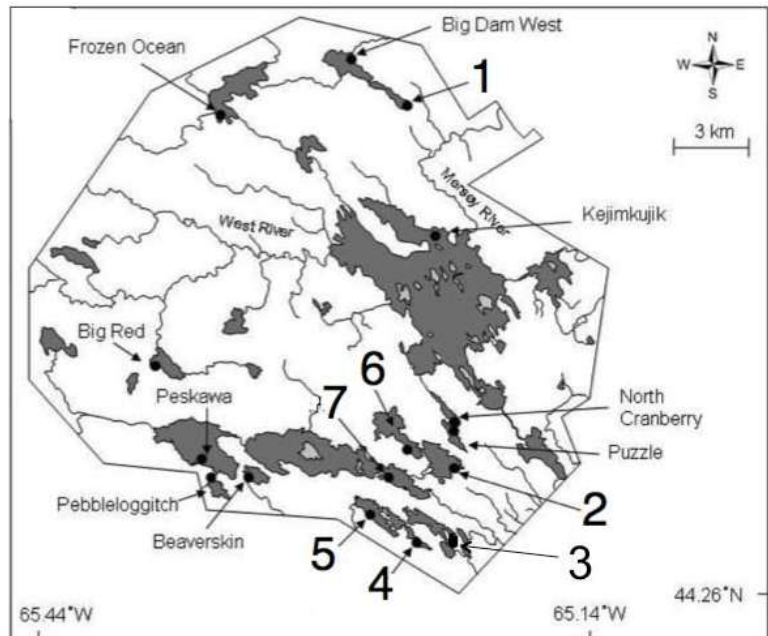 Big Dam West
Frozen Ocean
1
N
W E
S
3 km
Mersey River
West River
Kejimkujik
Big Red
6
North
Cranberry
Peskawa
7
Puzzle
Pebbleloggitch
2
Beaverskin
5
4
3
44.26°N
65.44°W
65.14°W